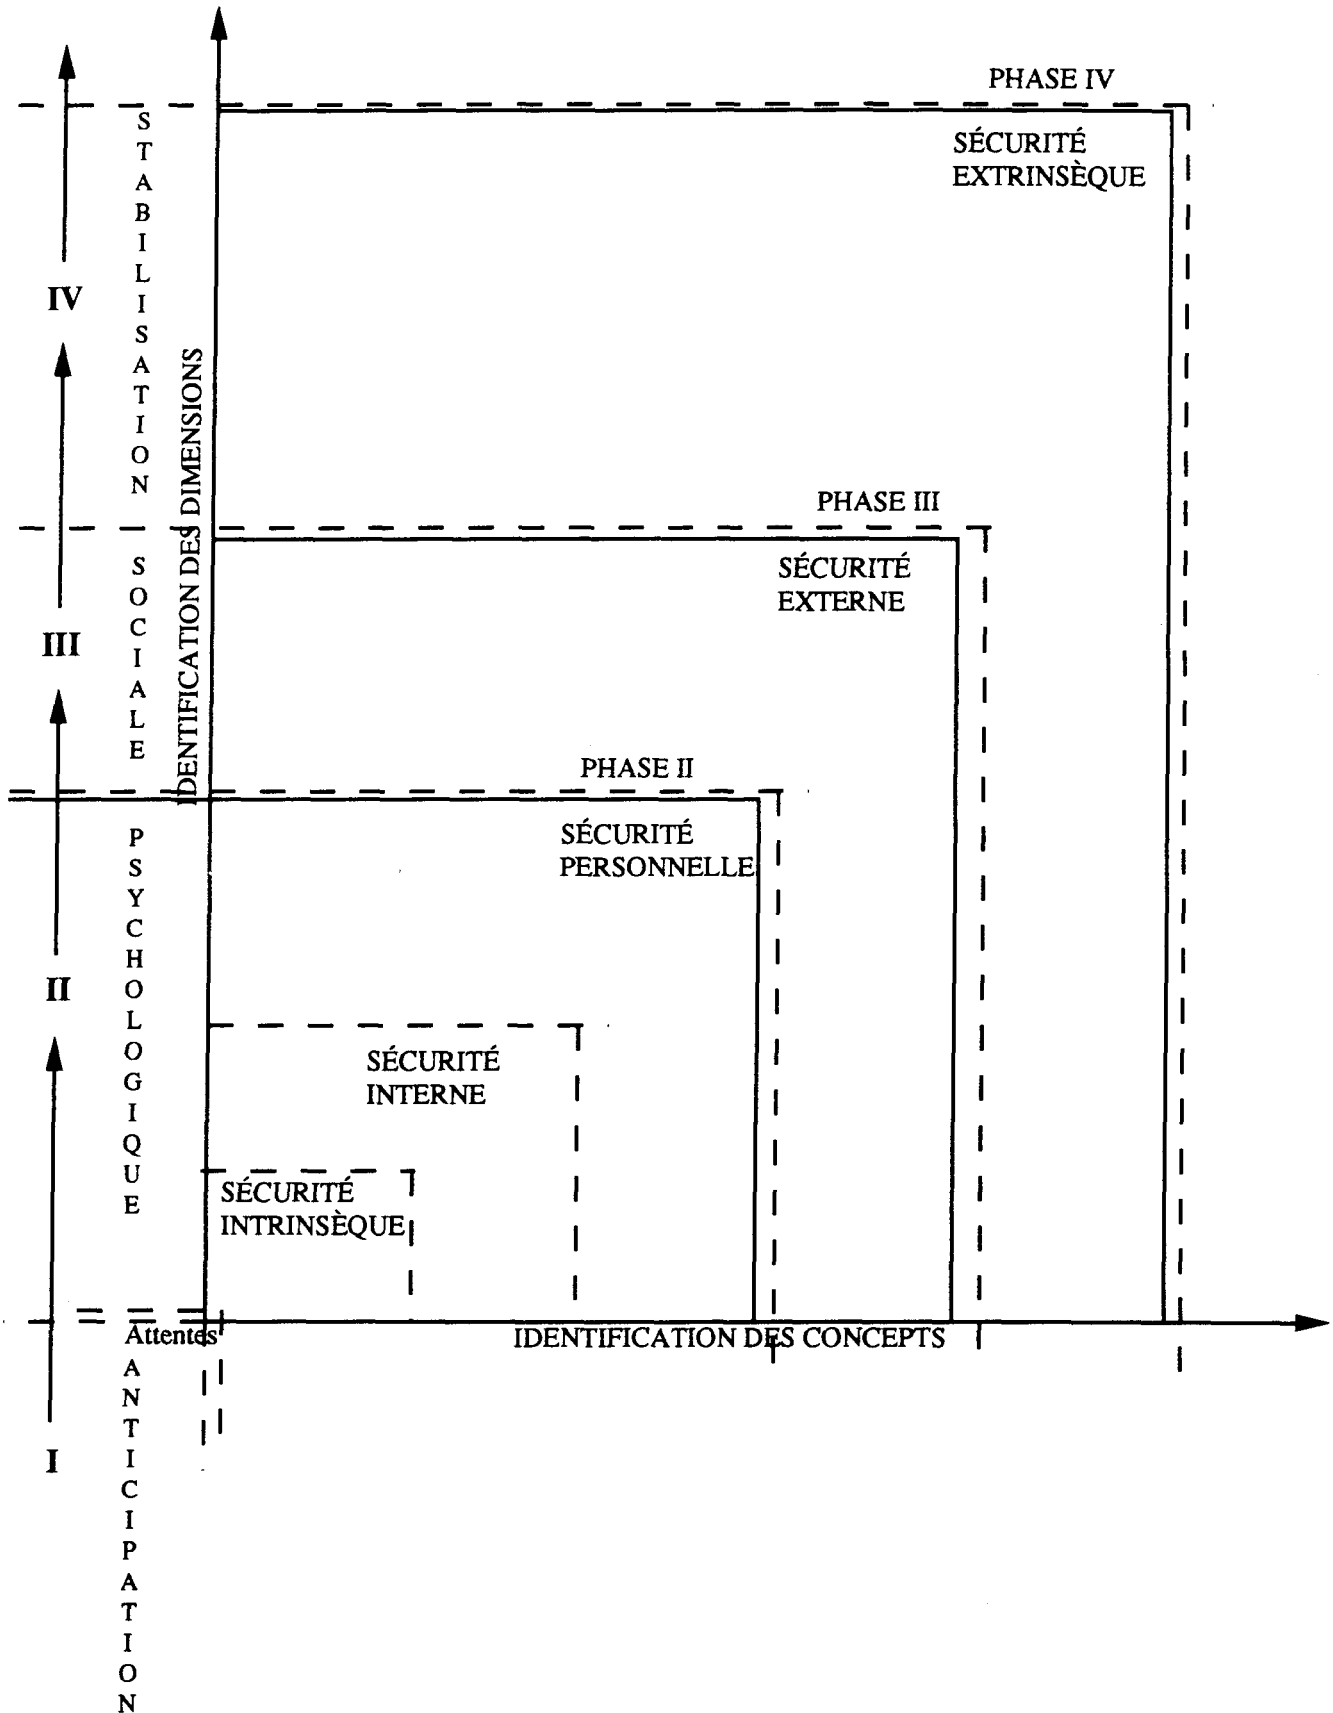 PHASE IV
SÉCURITÉ
EXTRINSÈQUE
STABILISATION
IV
IDENTIFICATION DES DIMENSIONS
PHASE III
SÉCURITÉ
EXTERNE
SOCIALE
III
PHASE II
SÉCURITÉ
PERSONNELLE
PSYCHOLOGIQUE
II
SÉCURITÉ
INTERNE
SÉCURITÉ
INTRINSÈQUE
Attentes
IDENTIFICATION DES CONCEPTS
ANTICIPATION
I